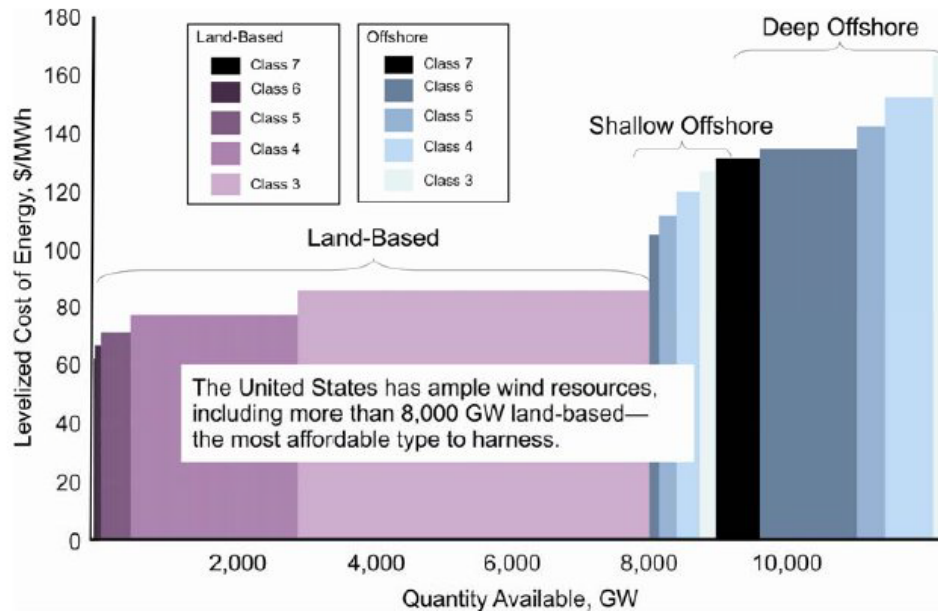 180
160
140
120
100
80
60
40
20
0
Levelized Cost of Energy, $/MWh
Land-Based
Class 7
Class 6
Class 5
Class 4
Class 3
Offshore
Class 7
Class 6
Class 5
Class 4
Class 3
Deep Offshore
Shallow Offshore
Land-Based
The United States has ample wind resources,
including more than 8,000 GW land-based—
the most affordable type to harness.
2,000
4,000
6,000
8,000
10,000
Quantity Available, GW